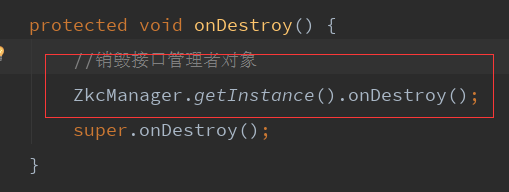 protected void onDestroy() {
//销毁接口管理者对象
ZkcManager.getInstance().onDestroy();
super.onDestroy();
}